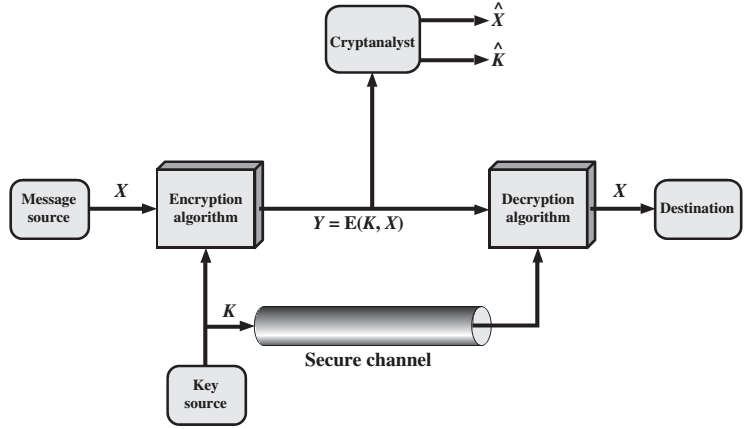 X̂
Cryptanalyst
K̂
Message
source
X
Encryption
algorithm
Y = E(K, X)
Decryption
algorithm
X
Destination
K
Secure channel
Key
source